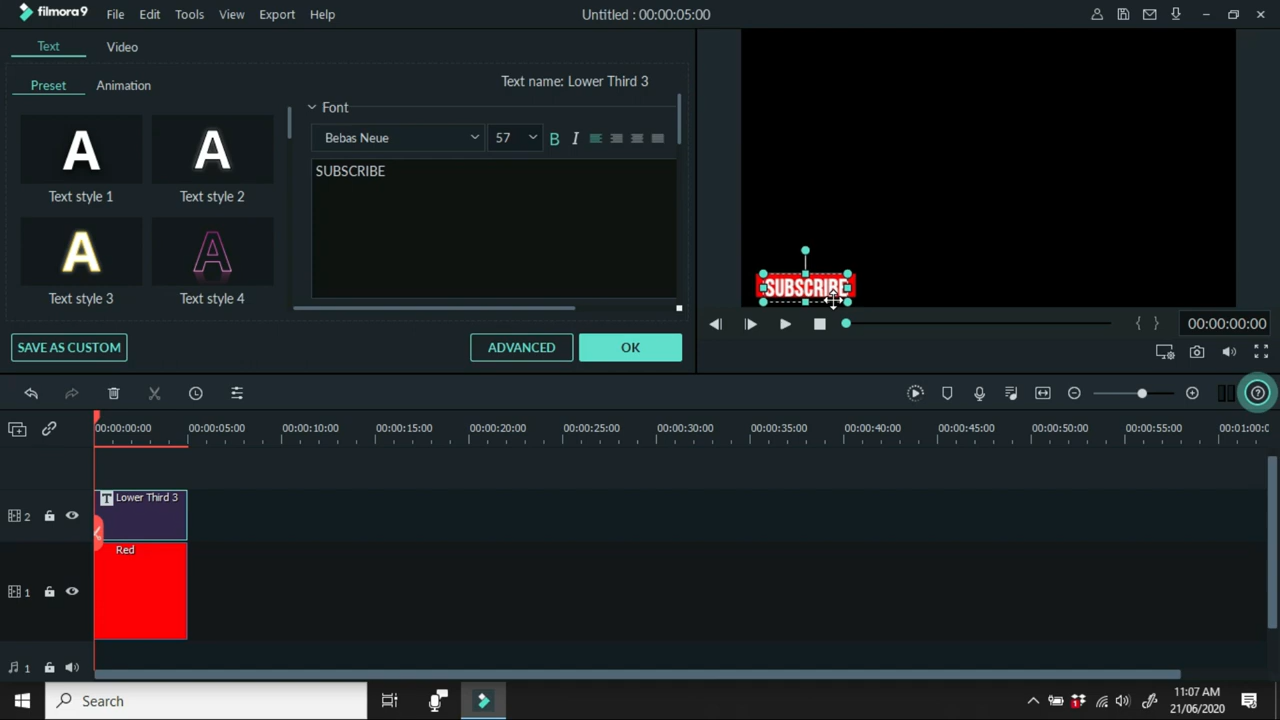 filmora9 File Edit Tools View Export Help Untitled : 00:00:05:00
Text Video
Preset Animation Text name: Lower Third 3
Font
Bebas Neue 57 B I
SUBSCRIBE
A A
Text style 1 Text style 2
A A
Text style 3 Text style 4
SUBSCRIBE
{ } 00:00:00:00
SAVE AS CUSTOM ADVANCED OK
00:00:00:00 00:00:05:00 00:00:10:00 00:00:15:00 00:00:20:00 00:00:25:00 00:00:30:00 00:00:35:00 00:00:40:00 00:00:45:00 00:00:50:00 00:00:55:00 00:01:00:0
T Lower Third 3
2
Red
1
1
Search
11:07 AM
21/06/2020